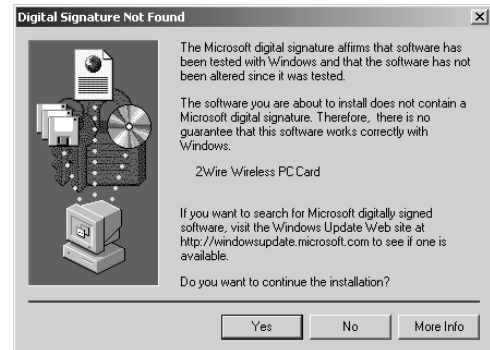 Digital Signature Not Found
The Microsoft digital signature affirms that software has
been tested with Windows and that the software has not
been altered since it was tested.
The software you are about to install does not contain a
Microsoft digital signature. Therefore, there is no
guarantee that this software works correctly with
Windows.
2Wire Wireless PC Card
If you want to search for Microsoft digitally signed
software, visit the Windows Update Web site at
http://windowsupdate.microsoft.com to see if one is
available.
Do you want to continue the installation?
Yes No More Info